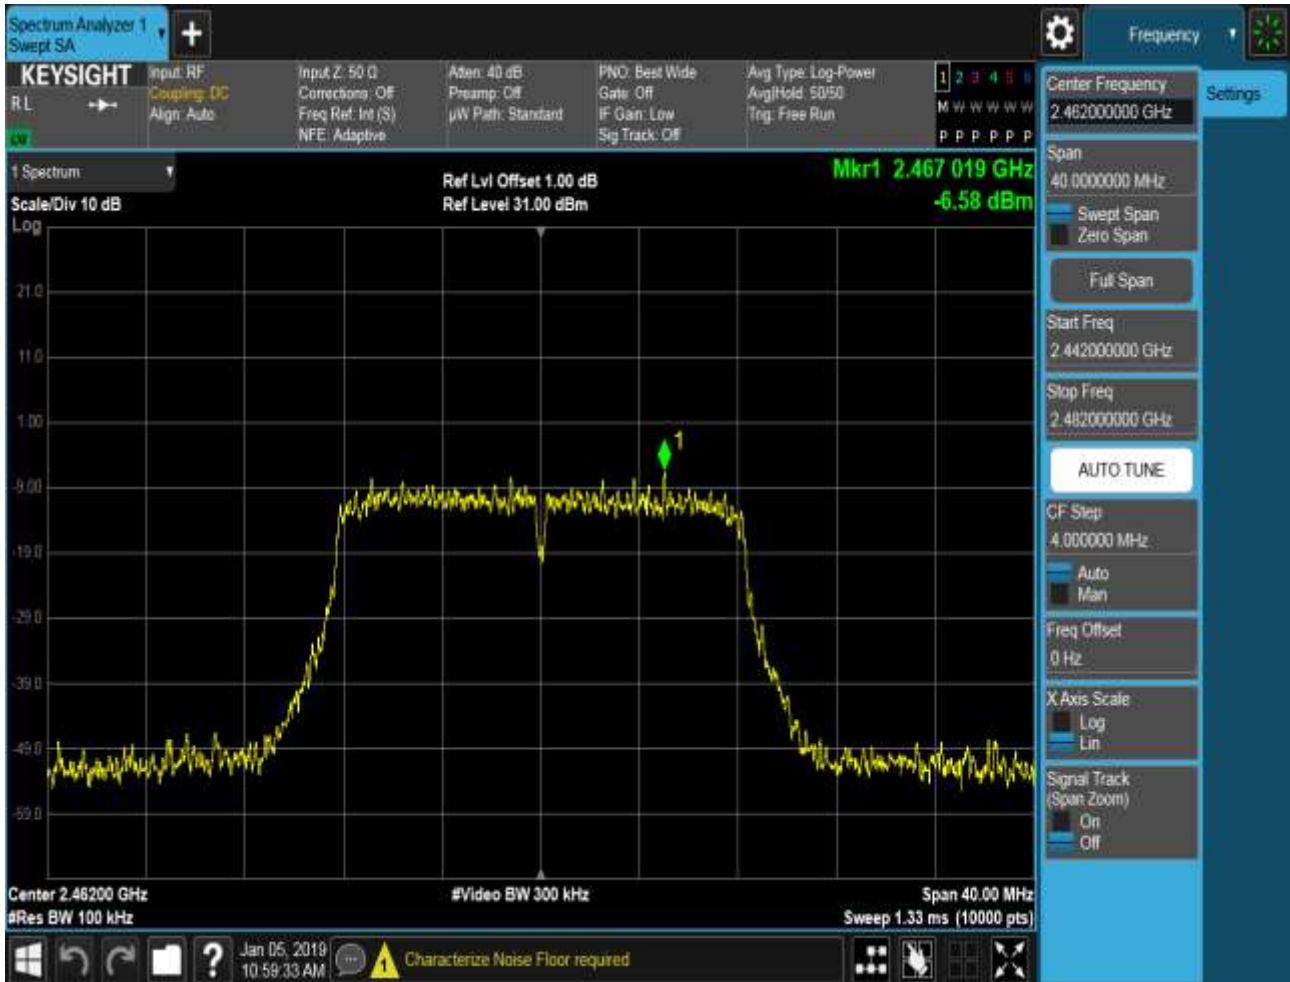 Spectrum Analyzer 1
Swept SA
Frequency
KEYSIGHT
RL
Input: RF
Coupling: DC
Align: Auto
Input Z: 50 Ω
Corrections: Off
Freq Ref: Int (S)
NFE: Adaptive
Atten: 40 dB
Preamp: Off
µW Path: Standard
PNO: Best Wide
Gate: Off
IF Gain: Low
Sig Track: Off
Avg Type: Log-Power
Avg|Hold: 50/50
Trig: Free Run
1 2 3 4 5 6
M W W W W W
P P P P P P
1 Spectrum
Scale/Div 10 dB
Log
Ref Lvl Offset 1.00 dB
Ref Level 31.00 dBm
Mkr1 2.467 019 GHz
-6.58 dBm
21.0
11.0
1.00
-9.00
-19.0
-29.0
-39.0
-49.0
-59.0
1
Center 2.46200 GHz
#Res BW 100 kHz
#Video BW 300 kHz
Span 40.00 MHz
Sweep 1.33 ms (10000 pts)
Center Frequency
2.462000000 GHz
Settings
Span
40.0000000 MHz
Swept Span
Zero Span
Full Span
Start Freq
2.442000000 GHz
Stop Freq
2.482000000 GHz
AUTO TUNE
CF Step
4.000000 MHz
Auto
Man
Freq Offset
0 Hz
X Axis Scale
Log
Lin
Signal Track
(Span Zoom)
On
Off
?
Jan 05, 2019
10:59:33 AM
1
Characterize Noise Floor required